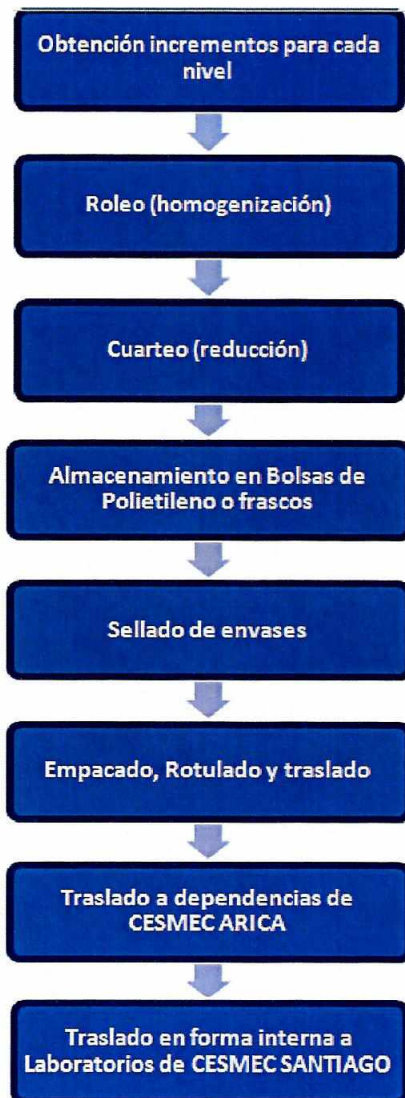 Obtención incrementos para cada
nivel
Roleo (homogenización)
Cuarteo (reducción)
Almacenamiento en Bolsas de
Polietileno o frascos
Sellado de envases
Empacado, Rotulado y traslado
Traslado a dependencias de
CESMEC ARICA
Traslado en forma interna a
Laboratorios de CESMEC SANTIAGO